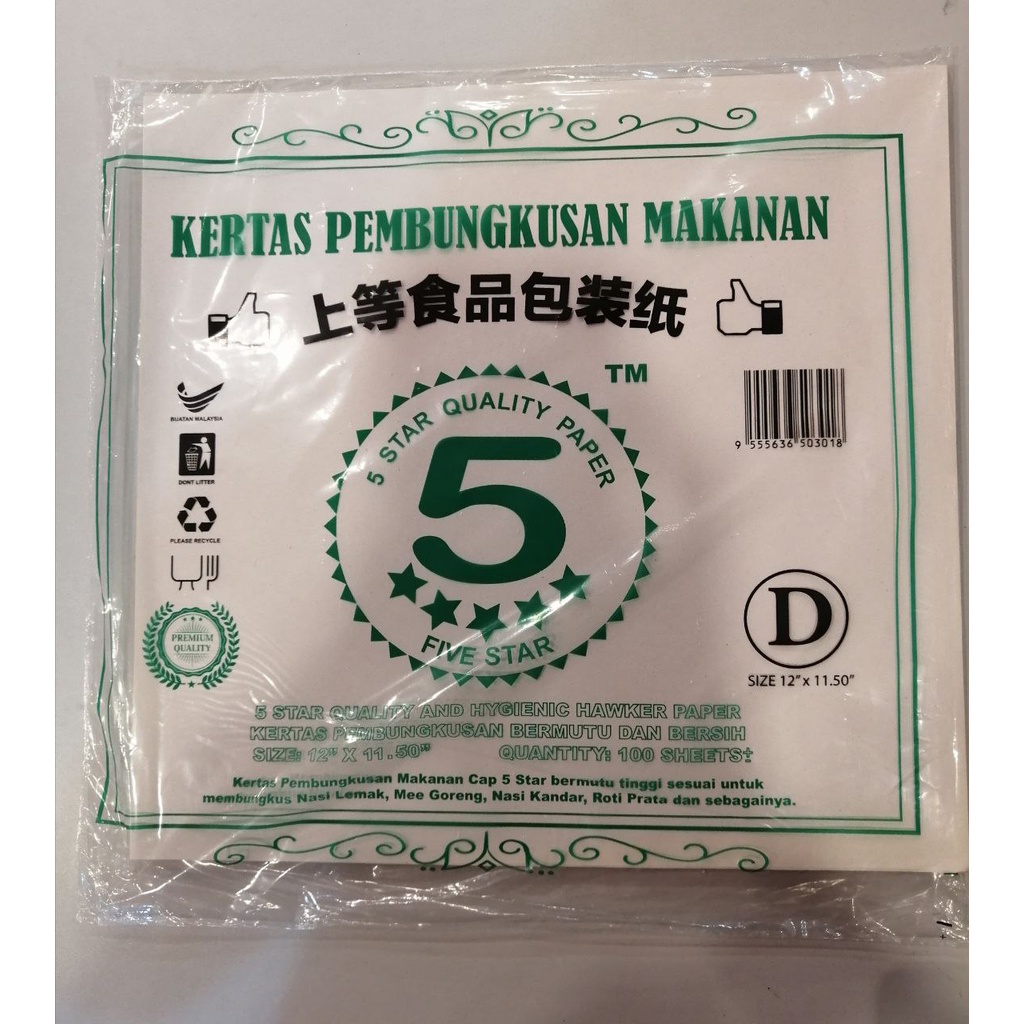 KERTAS PEMBUNGKUSAN MAKANAN
上等食品包装纸
TM
5 STAR QUALITY PAPER
5
FIVE STAR
BUATAN MALAYSIA
DONT LITTER
PLEASE RECYCLE
PREMIUM
QUALITY
9 555636 503018
D
SIZE 12" x 11.50"
5 STAR QUALITY AND HYGIENIC HAWKER PAPER
KERTAS PEMBUNGKUSAN BERMUTU DAN BERSIH
SIZE: 12" X 11.50" QUANTITY: 100 SHEETS±
Kertas Pembungkusan Makanan Cap 5 Star bermutu tinggi sesuai untuk
membungkus Nasi Lemak, Mee Goreng, Nasi Kandar, Roti Prata dan sebagainya.